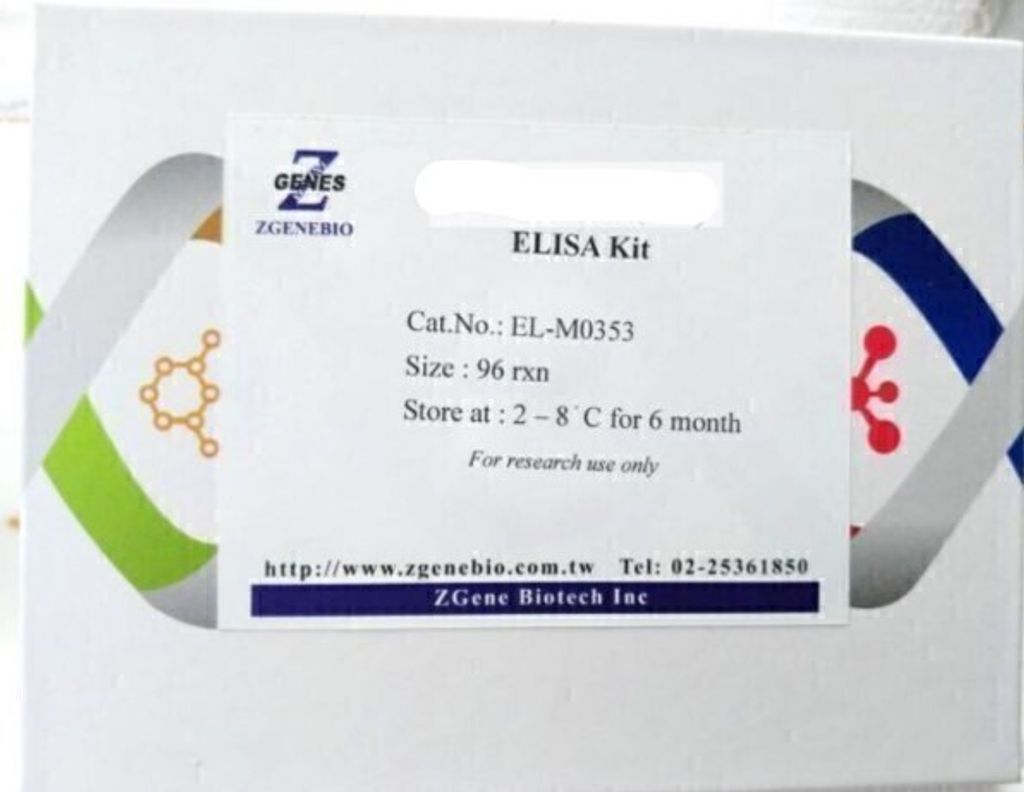 Z
GENES
ZGENEBIO
ELISA Kit
Cat.No.: EL-M0353
Size : 96 rxn
Store at : 2 – 8 ゜C for 6 month
For research use only
http://www.zgenebio.com.tw Tel: 02-25361850
ZGene Biotech Inc